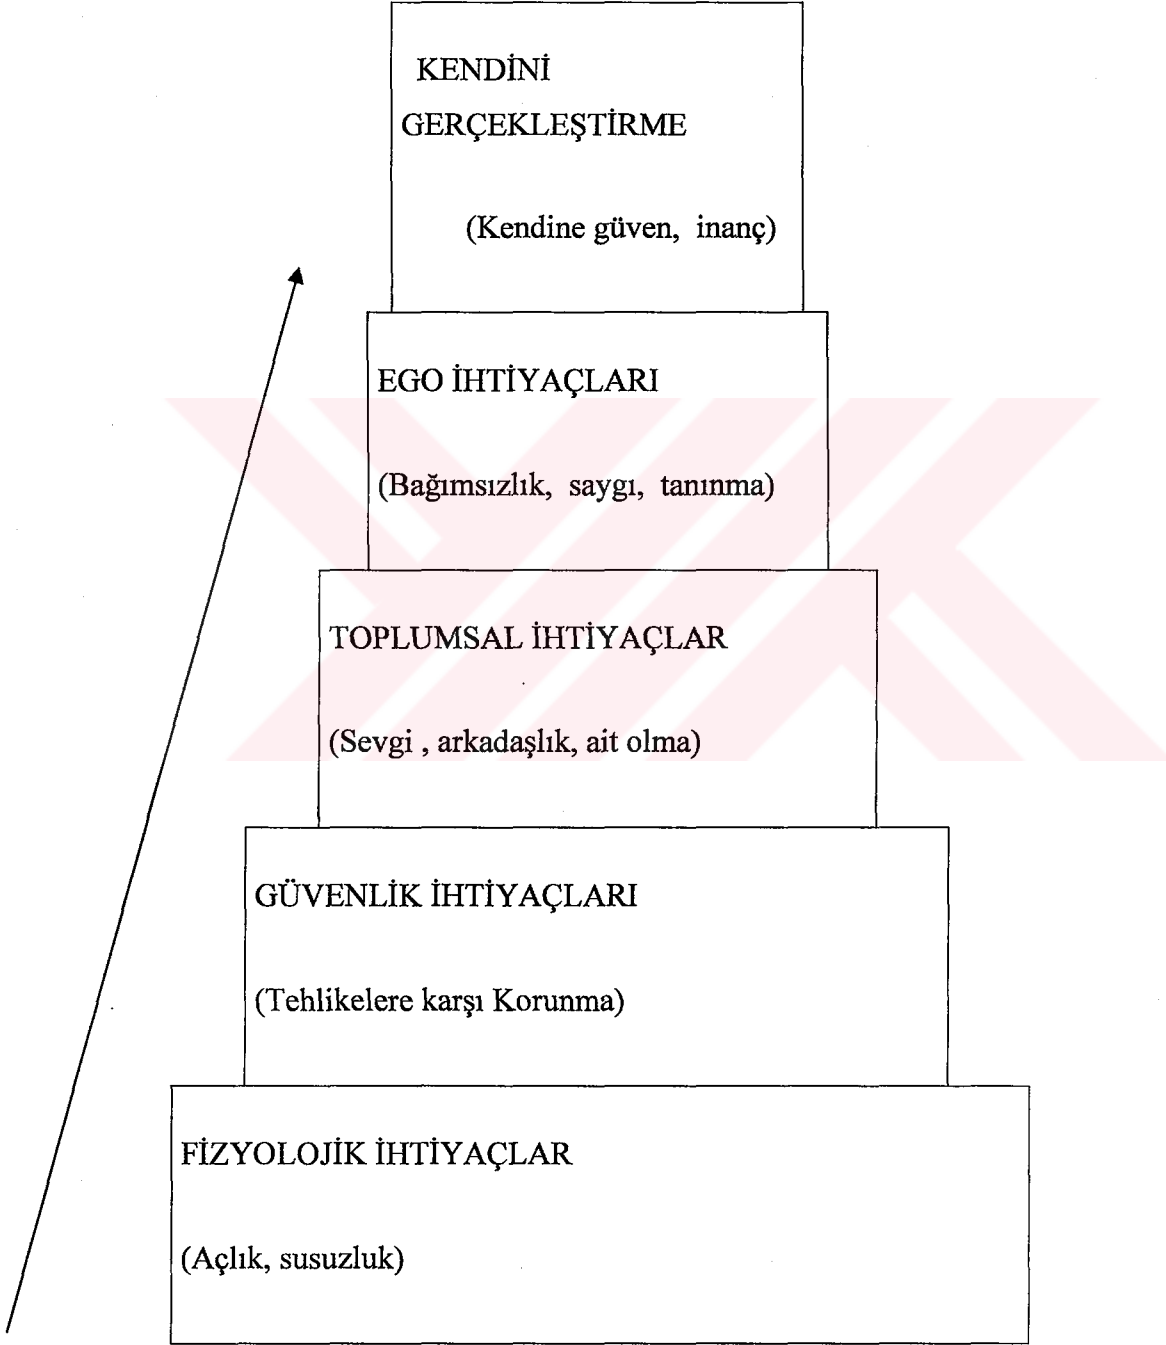 KENDİNİ
GERÇEKLEŞTİRME
(Kendine güven, inanç)
EGO İHTİYAÇLARI
(Bağımsızlık, saygı, tanınma)
TOPLUMSAL İHTİYAÇLAR
(Sevgi , arkadaşlık, ait olma)
GÜVENLİK İHTİYAÇLARI
(Tehlikelere karşı Korunma)
FİZYOLOJİK İHTİYAÇLAR
(Açlık, susuzluk)